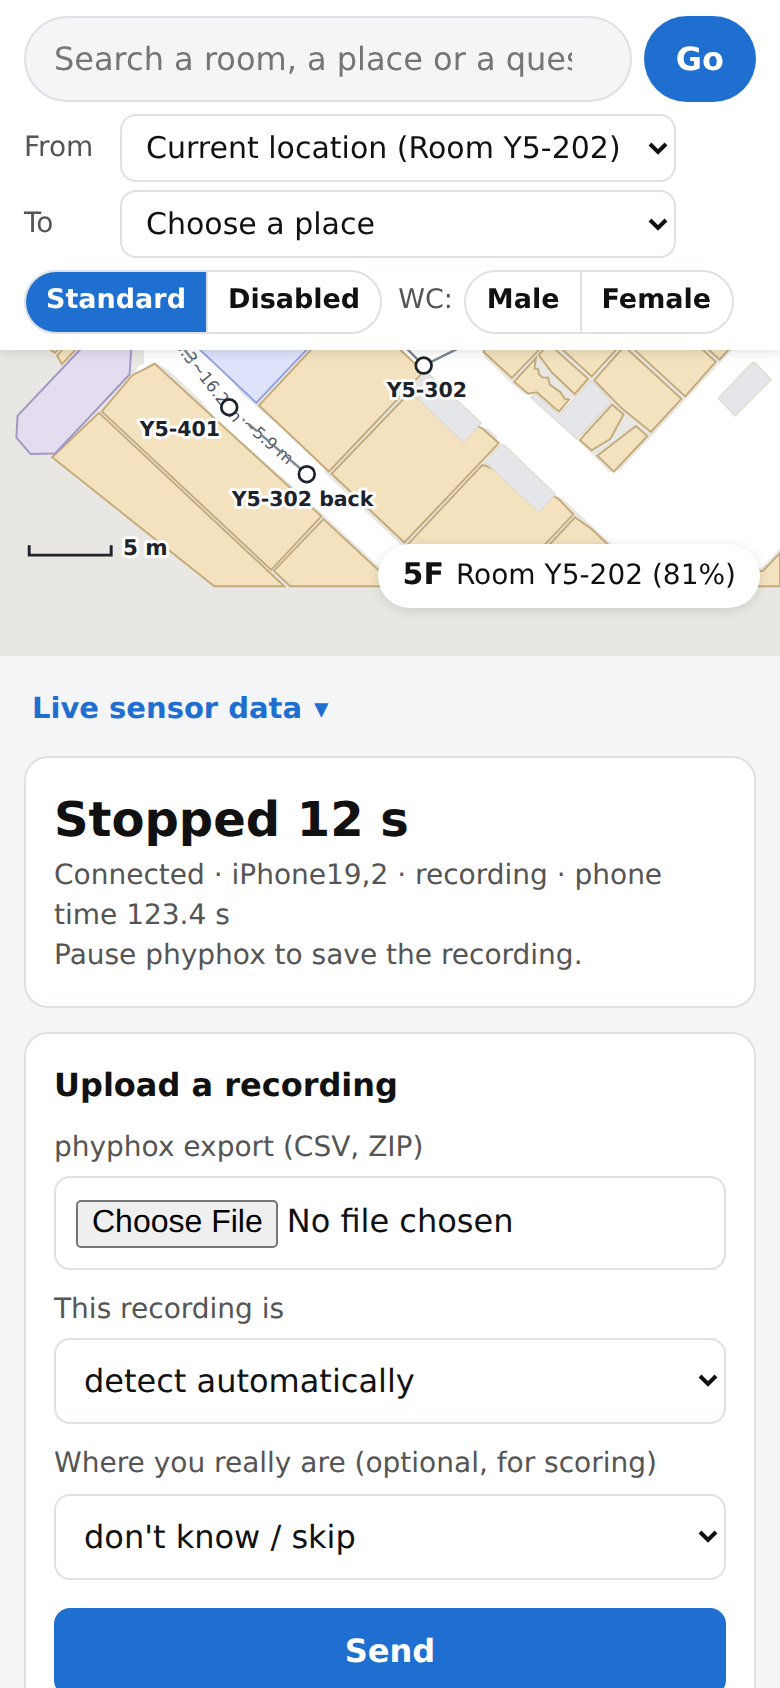 Search a room, a place or a ques
Go
From
Current location (Room Y5-202)
To
Choose a place
Standard
Disabled
WC:
Male
Female
Y5-302
Y5-401
~5.9 m
Y5-302 back
5 m
5F Room Y5-202 (81%)
Live sensor data ▾
Stopped 12 s
Connected · iPhone19,2 · recording · phone
time 123.4 s
Pause phyphox to save the recording.
Upload a recording
phyphox export (CSV, ZIP)
Choose File No file chosen
This recording is
detect automatically
Where you really are (optional, for scoring)
don't know / skip
Send